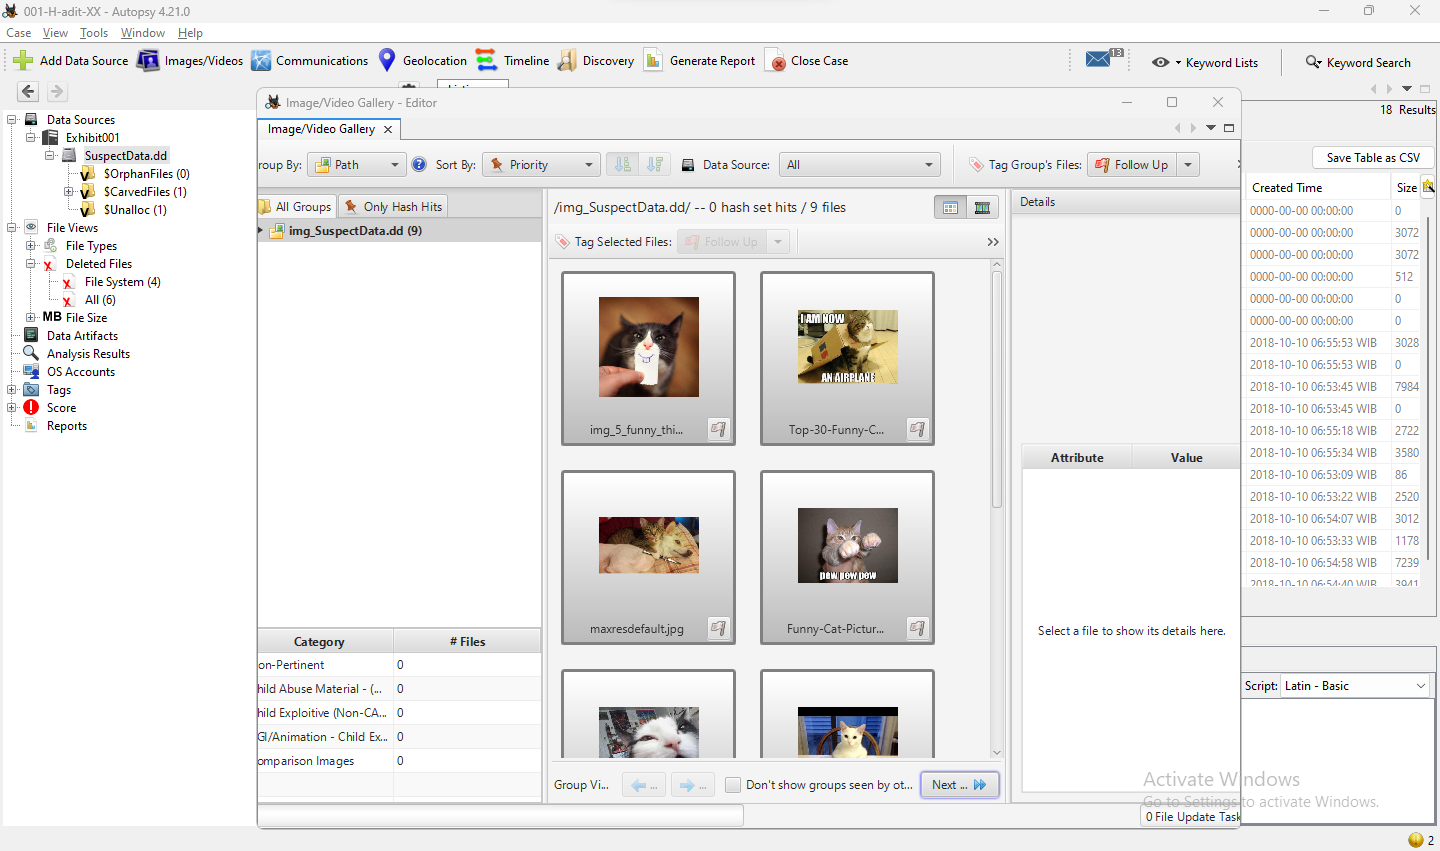 001-H-adit-XX - Autopsy 4.21.0
Case View Tools Window Help
Add Data Source Images/Videos Communications Geolocation Timeline Discovery Generate Report Close Case 13 Keyword Lists Keyword Search
18 Results
Save Table as CSV
Data Sources
Exhibit001
SuspectData.dd
$OrphanFiles (0)
$CarvedFiles (1)
$Unalloc (1)
File Views
File Types
Deleted Files
File System (4)
All (6)
MB File Size
Data Artifacts
Analysis Results
OS Accounts
Tags
Score
Reports
Image/Video Gallery - Editor
Image/Video Gallery
roup By: Path Sort By: Priority Data Source: All Tag Group's Files: Follow Up
All Groups Only Hash Hits
img_SuspectData.dd (9)
Category # Files
on-Pertinent 0
hild Abuse Material - (... 0
hild Exploitive (Non-CA... 0
GI/Animation - Child Ex... 0
omparison Images 0
/img_SuspectData.dd/ -- 0 hash set hits / 9 files
Tag Selected Files: Follow Up
img_5_funny_thi...
I AM NOW
AN AIRPLANE
Top-30-Funny-C...
maxresdefault.jpg
pew pew pew
Funny-Cat-Pictur...
Group Vi... ... ... Don't show groups seen by ot... Next ...
Details
Attribute Value
Select a file to show its details here.
0 File Update Task
Created Time Size
0000-00-00 00:00:00 0
0000-00-00 00:00:00 3072
0000-00-00 00:00:00 3072
0000-00-00 00:00:00 512
0000-00-00 00:00:00 0
0000-00-00 00:00:00 0
2018-10-10 06:55:53 WIB 3028
2018-10-10 06:55:53 WIB 0
2018-10-10 06:53:45 WIB 7984
2018-10-10 06:53:45 WIB 0
2018-10-10 06:55:18 WIB 2722
2018-10-10 06:55:34 WIB 3580
2018-10-10 06:53:09 WIB 86
2018-10-10 06:53:22 WIB 2520
2018-10-10 06:54:07 WIB 3012
2018-10-10 06:53:33 WIB 1178
2018-10-10 06:54:58 WIB 7239
2018-10-10 06:54:40 WIB 3941
Script: Latin - Basic
Activate Windows
Go to Settings to activate Windows.
2